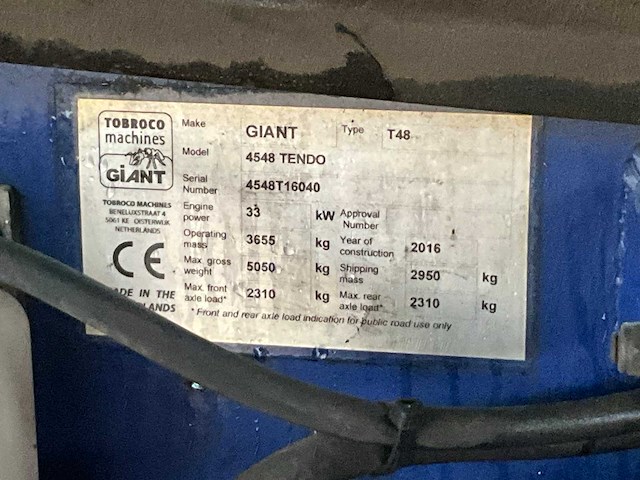 TOBROCO
machines
GiANT
TOBROCO MACHINES
BENELUXSTRAAT 4
5061 KE OISTERWIJK
NETHERLANDS
CE
MADE IN THE
LANDS
Make GIANT Type T48
Model 4548 TENDO
Serial
Number 4548T16040
Engine
power 33 kW Approval
Number
Operating
mass 3655 kg Year of
construction 2016
Max. gross
weight 5050 kg Shipping
mass 2950 kg
Max. front
axle load* 2310 kg Max. rear
axle load* 2310 kg
* Front and rear axle load indication for public road use only